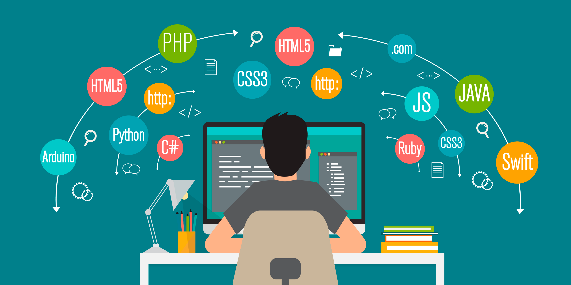 PHP
HTML5
.com
HTML5
CSS3
http:
JAVA
http:
JS
Python
C#
Ruby
CSS3
Arduino
Swift